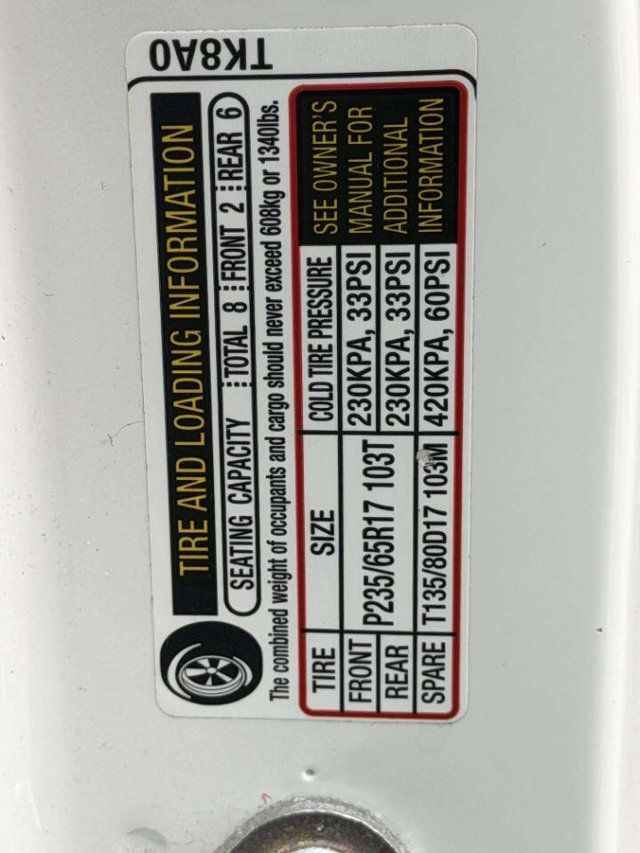 TK8A0
TIRE AND LOADING INFORMATION
SEATING CAPACITY TOTAL 8 FRONT 2 REAR 6
The combined weight of occupants and cargo should never exceed 608kg or 1340lbs.
TIRE SIZE COLD TIRE PRESSURE
FRONT P235/65R17 103T 230KPA, 33PSI
REAR 230KPA, 33PSI
SPARE T135/80D17 103M 420KPA, 60PSI
SEE OWNER'S
MANUAL FOR
ADDITIONAL
INFORMATION